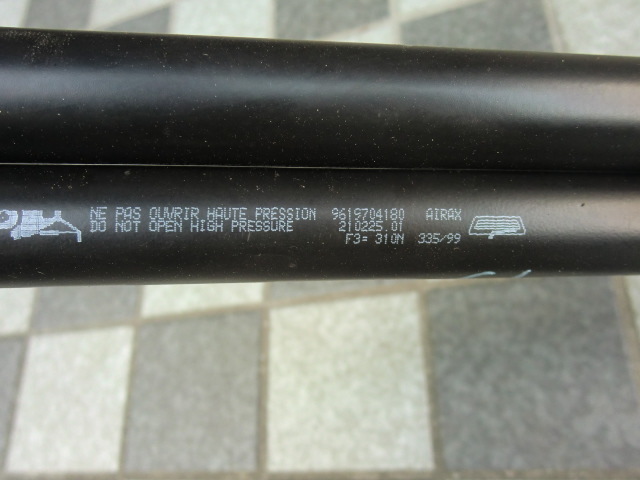 NE PAS OUVRIR HAUTE PRESSION 9619704180 AIRAX
DO NOT OPEN HIGH PRESSURE 210225.01
F3= 310N 335/99